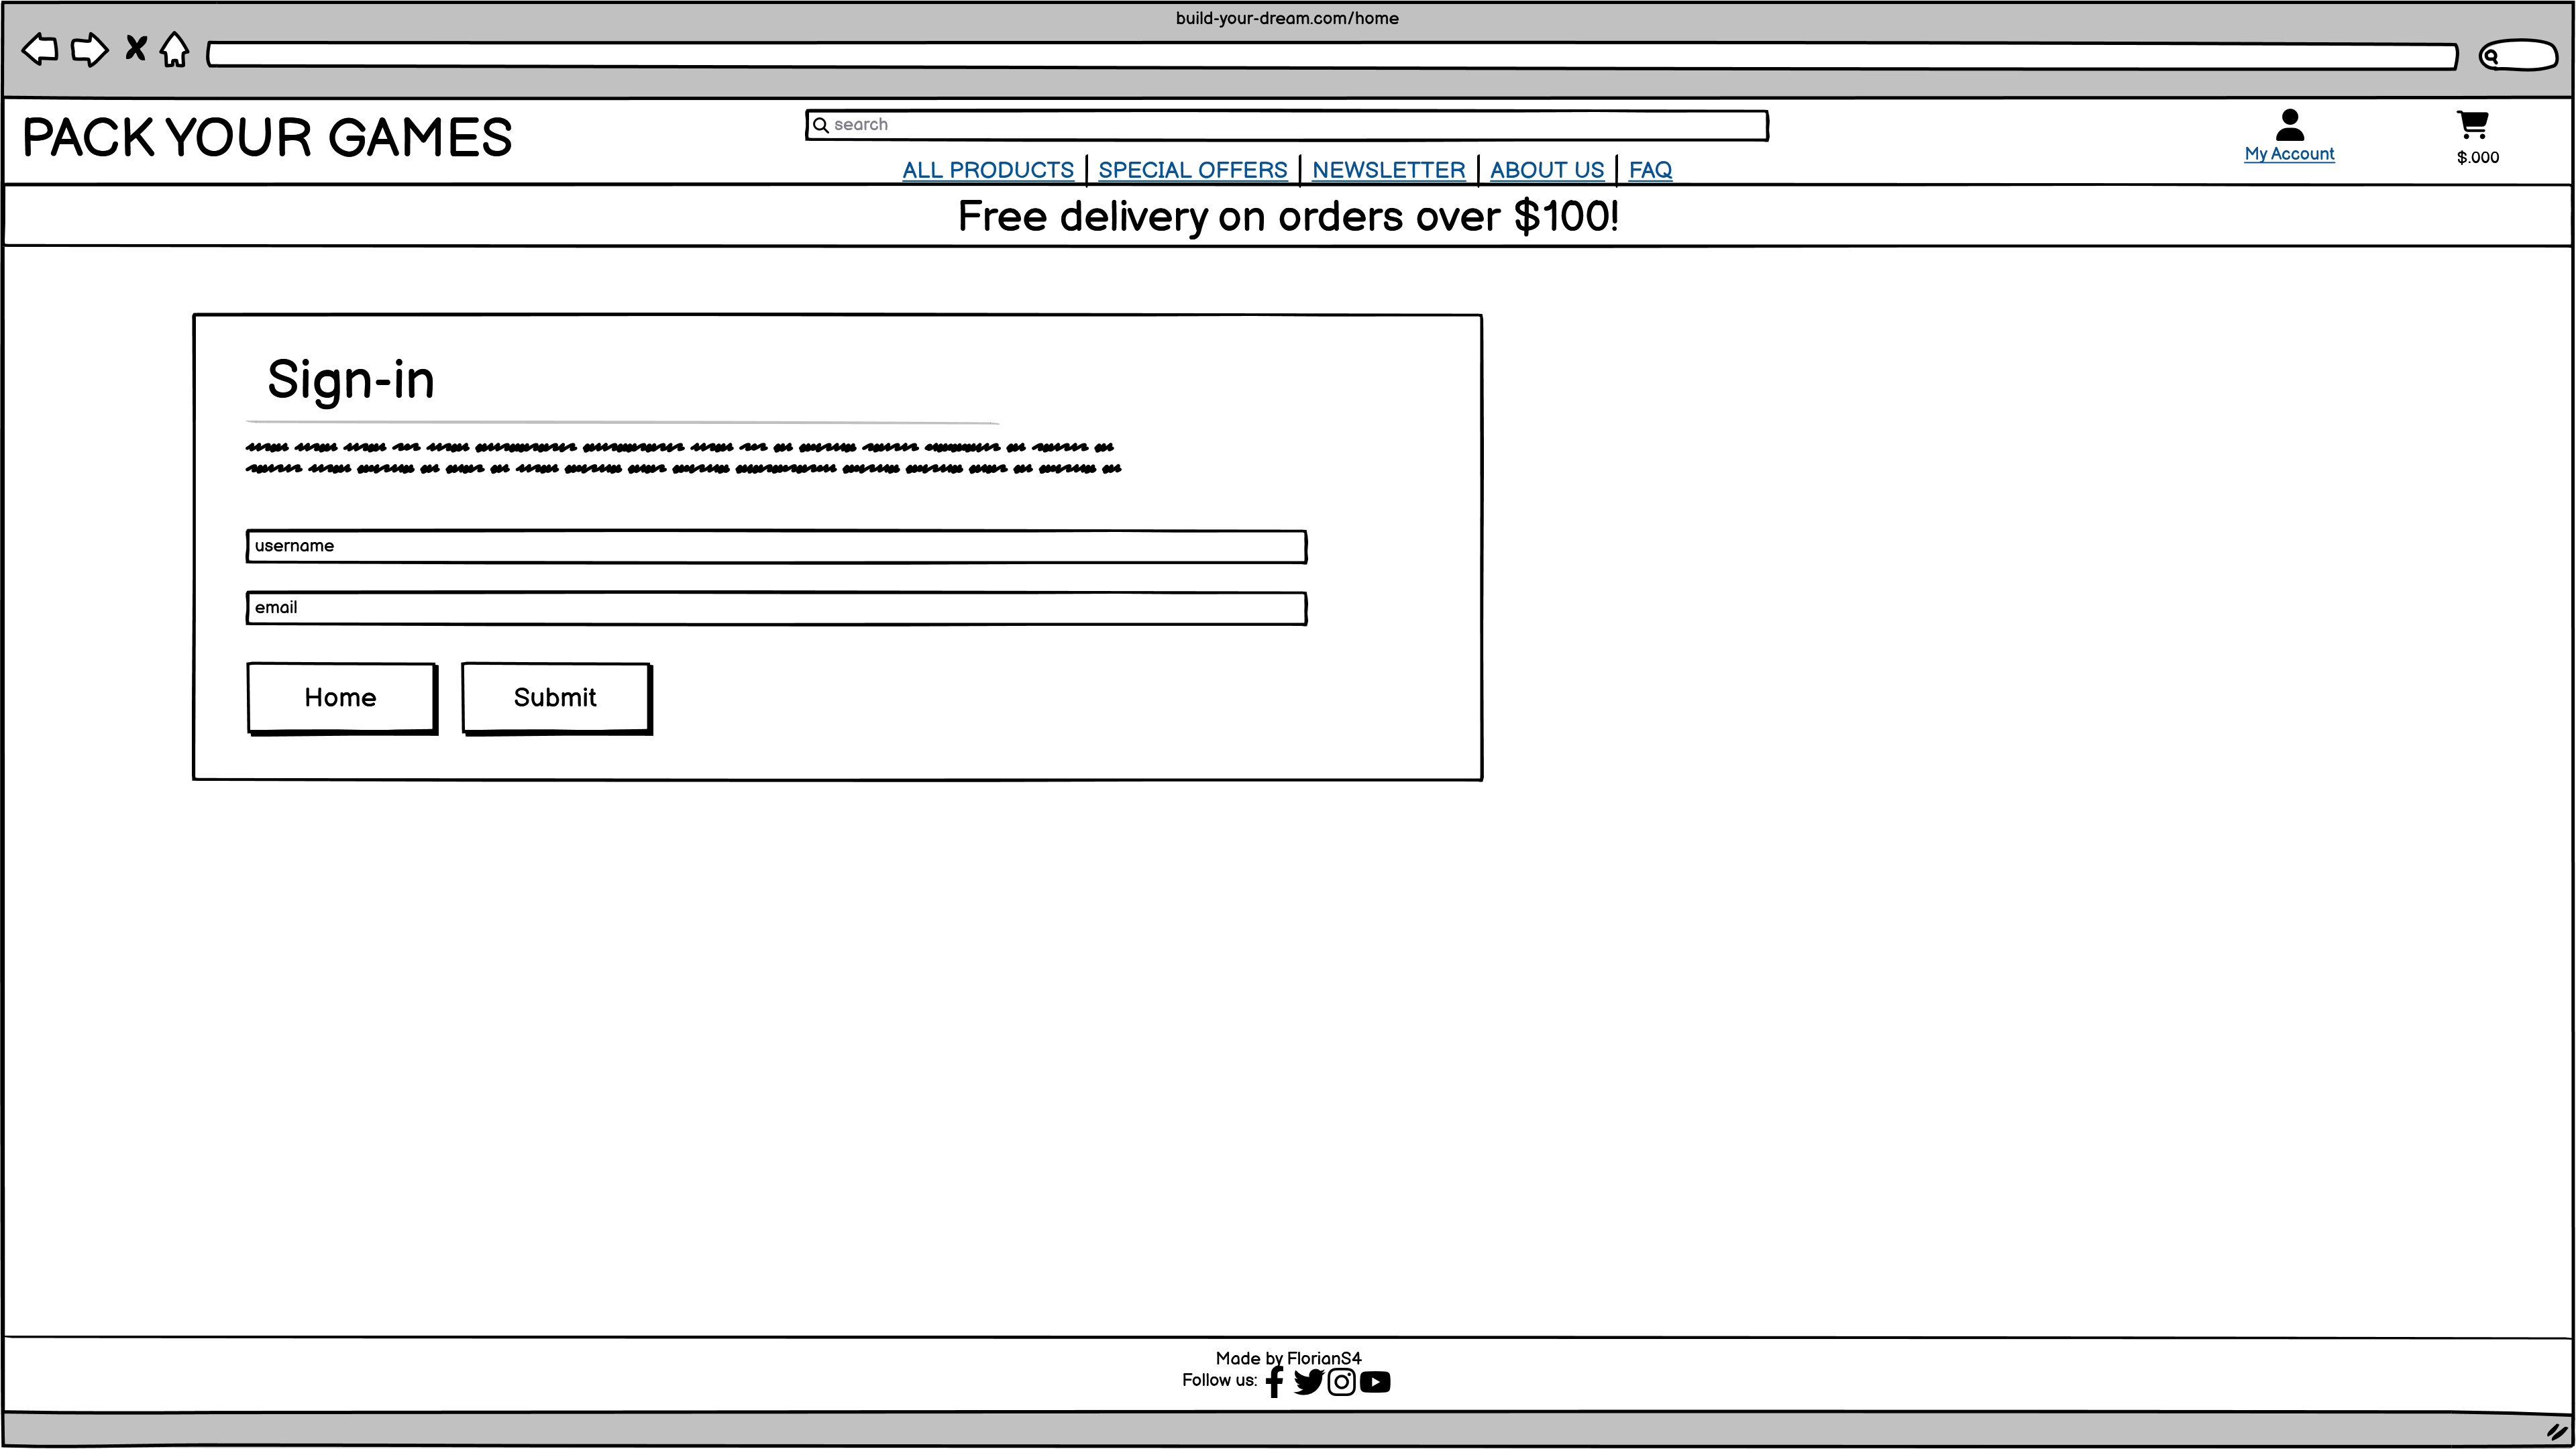 build-your-dream.com/home
PACK YOUR GAMES
search
ALL PRODUCTS SPECIAL OFFERS NEWSLETTER ABOUT US FAQ
My Account
$.000
Free delivery on orders over $100!
Sign-in
username
email
Home Submit
Made by FlorianS4
Follow us: